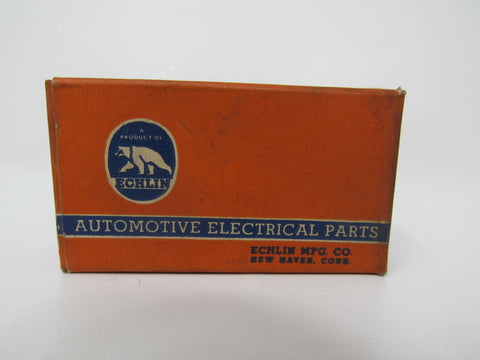 A
PRODUCT OF
ECHLIN
AUTOMOTIVE ELECTRICAL PARTS
ECHLIN MFG. CO.
NEW HAVEN, CONN.